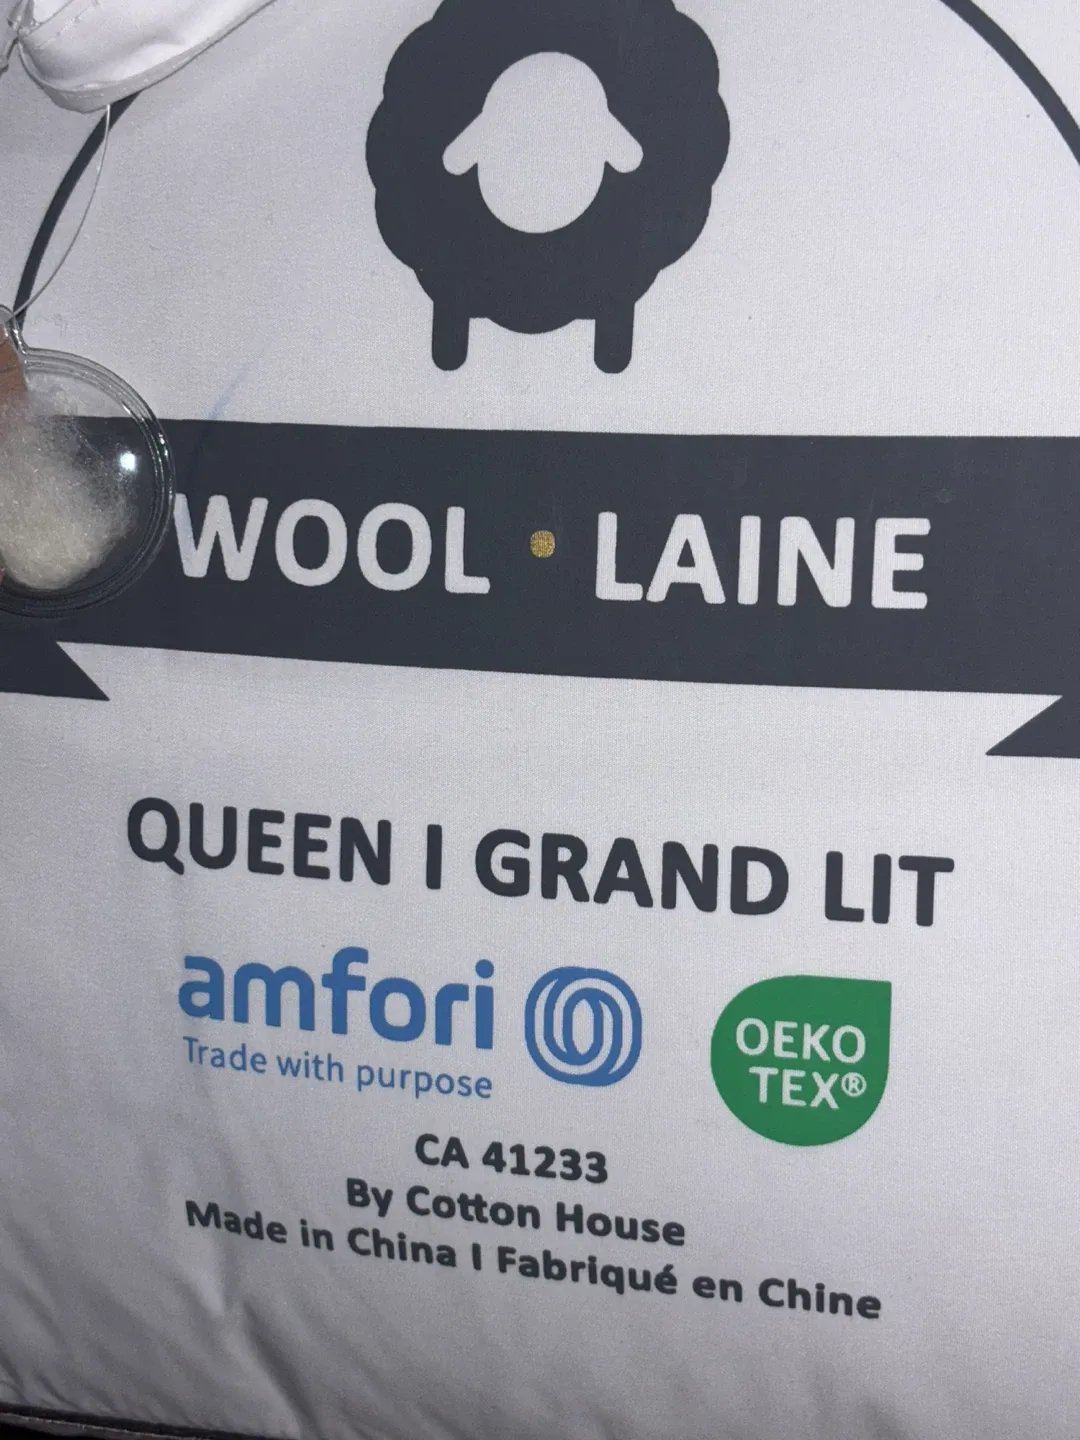 WOOL • LAINE
QUEEN I GRAND LIT
amfori
Trade with purpose
OEKO
TEX®
CA 41233
By Cotton House
Made in China I Fabriqué en Chine